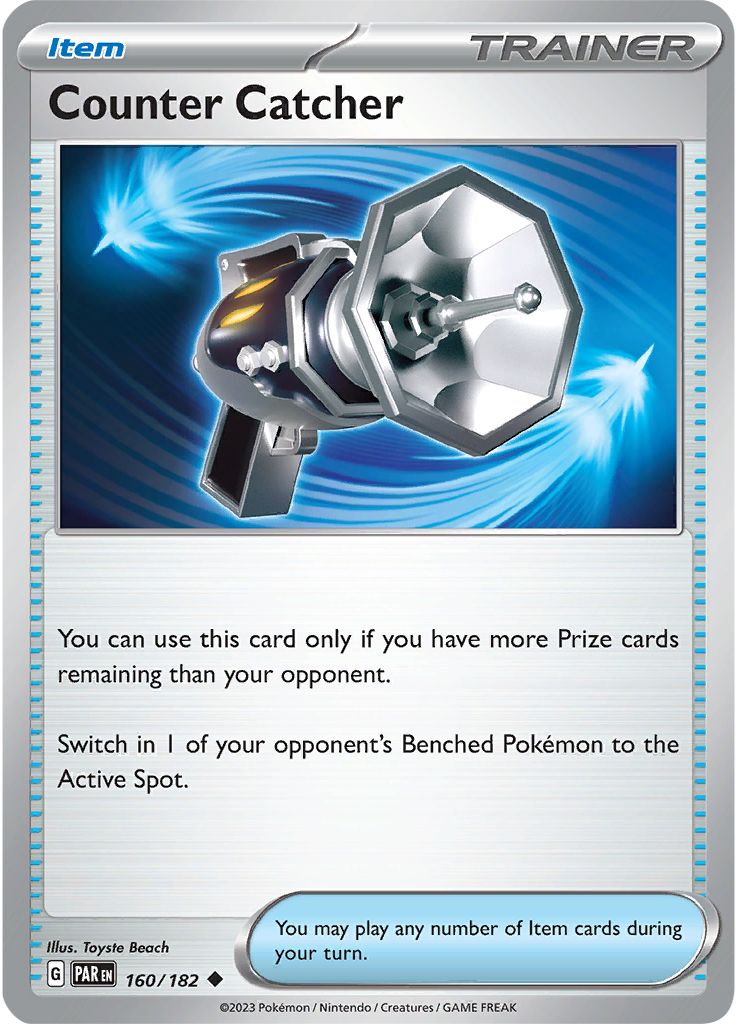 Item
TRAINER
Counter Catcher
You can use this card only if you have more Prize cards
remaining than your opponent.
Switch in 1 of your opponent's Benched Pokémon to the
Active Spot.
You may play any number of Item cards during
your turn.
Illus. Toyste Beach
G PAR EN 160/182
©2023 Pokémon / Nintendo / Creatures / GAME FREAK